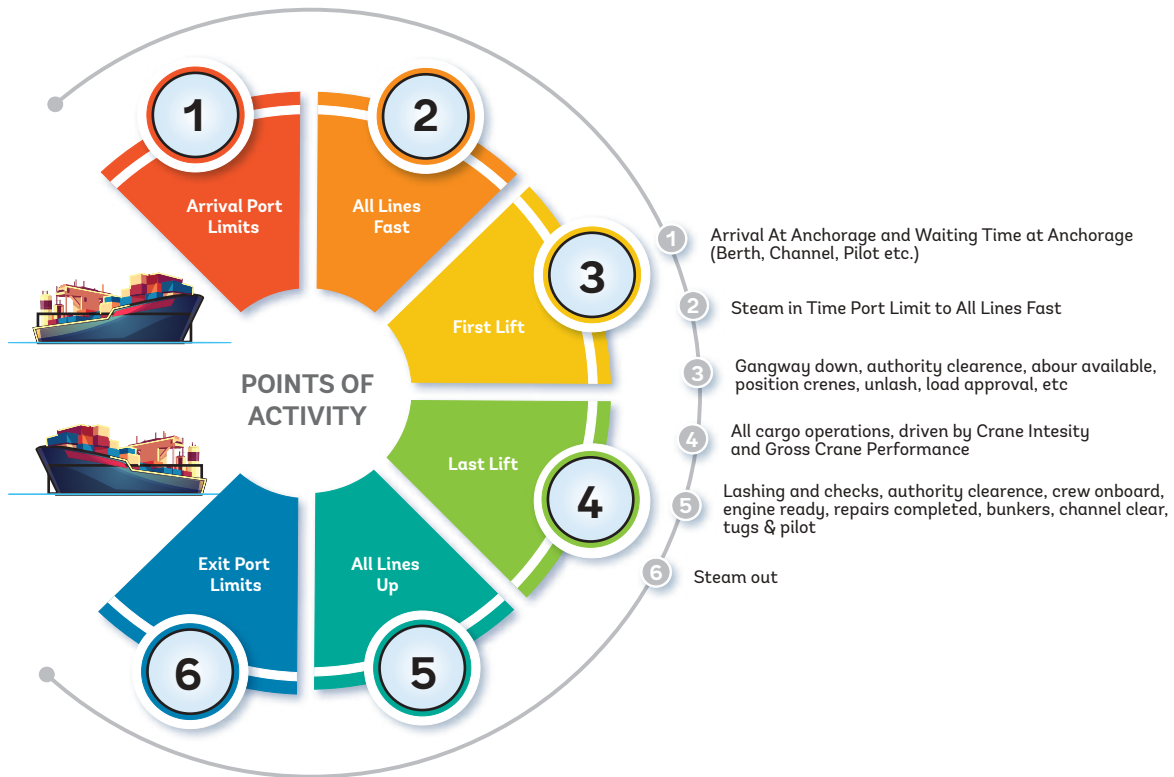 1
Arrival Port
Limits
2
All Lines
Fast
3
First Lift
4
Last Lift
5
All Lines
Up
6
Exit Port
Limits
POINTS OF
ACTIVITY
1
Arrival At Anchorage and Waiting Time at Anchorage
(Berth, Channel, Pilot etc.)
2
Steam in Time Port Limit to All Lines Fast
3
Gangway down, authority clearence, abour available,
position crenes, unlash, load approval, etc
4
All cargo operations, driven by Crane Intesity
and Gross Crane Performance
5
Lashing and checks, authority clearence, crew onboard,
engine ready, repairs completed, bunkers, channel clear,
tugs & pilot
6
Steam out